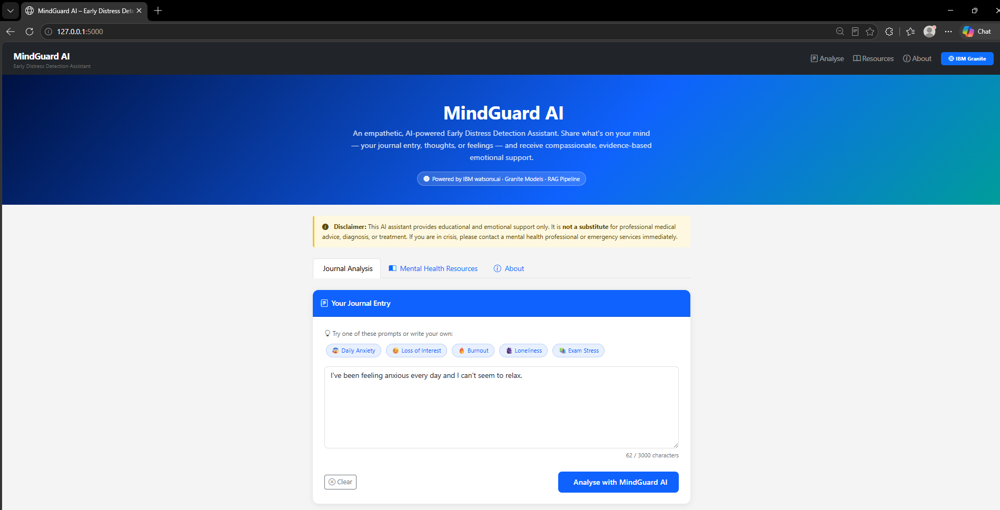 MindGuard AI – Early Distress Dete
127.0.0.1:5000
Chat
MindGuard AI
Early Distress Detection Assistant
Analyse
Resources
About
IBM Granite
MindGuard AI
An empathetic, AI-powered Early Distress Detection Assistant. Share what's on your mind
— your journal entry, thoughts, or feelings — and receive compassionate, evidence-based
emotional support.
Powered by IBM watsonx.ai · Granite Models · RAG Pipeline
Disclaimer: This AI assistant provides educational and emotional support only. It is not a substitute for professional medical
advice, diagnosis, or treatment. If you are in crisis, please contact a mental health professional or emergency services immediately.
Journal Analysis
Mental Health Resources
About
Your Journal Entry
Try one of these prompts or write your own:
Daily Anxiety
Loss of Interest
Burnout
Loneliness
Exam Stress
I've been feeling anxious every day and I can't seem to relax.
62 / 3000 characters
Clear
Analyse with MindGuard AI